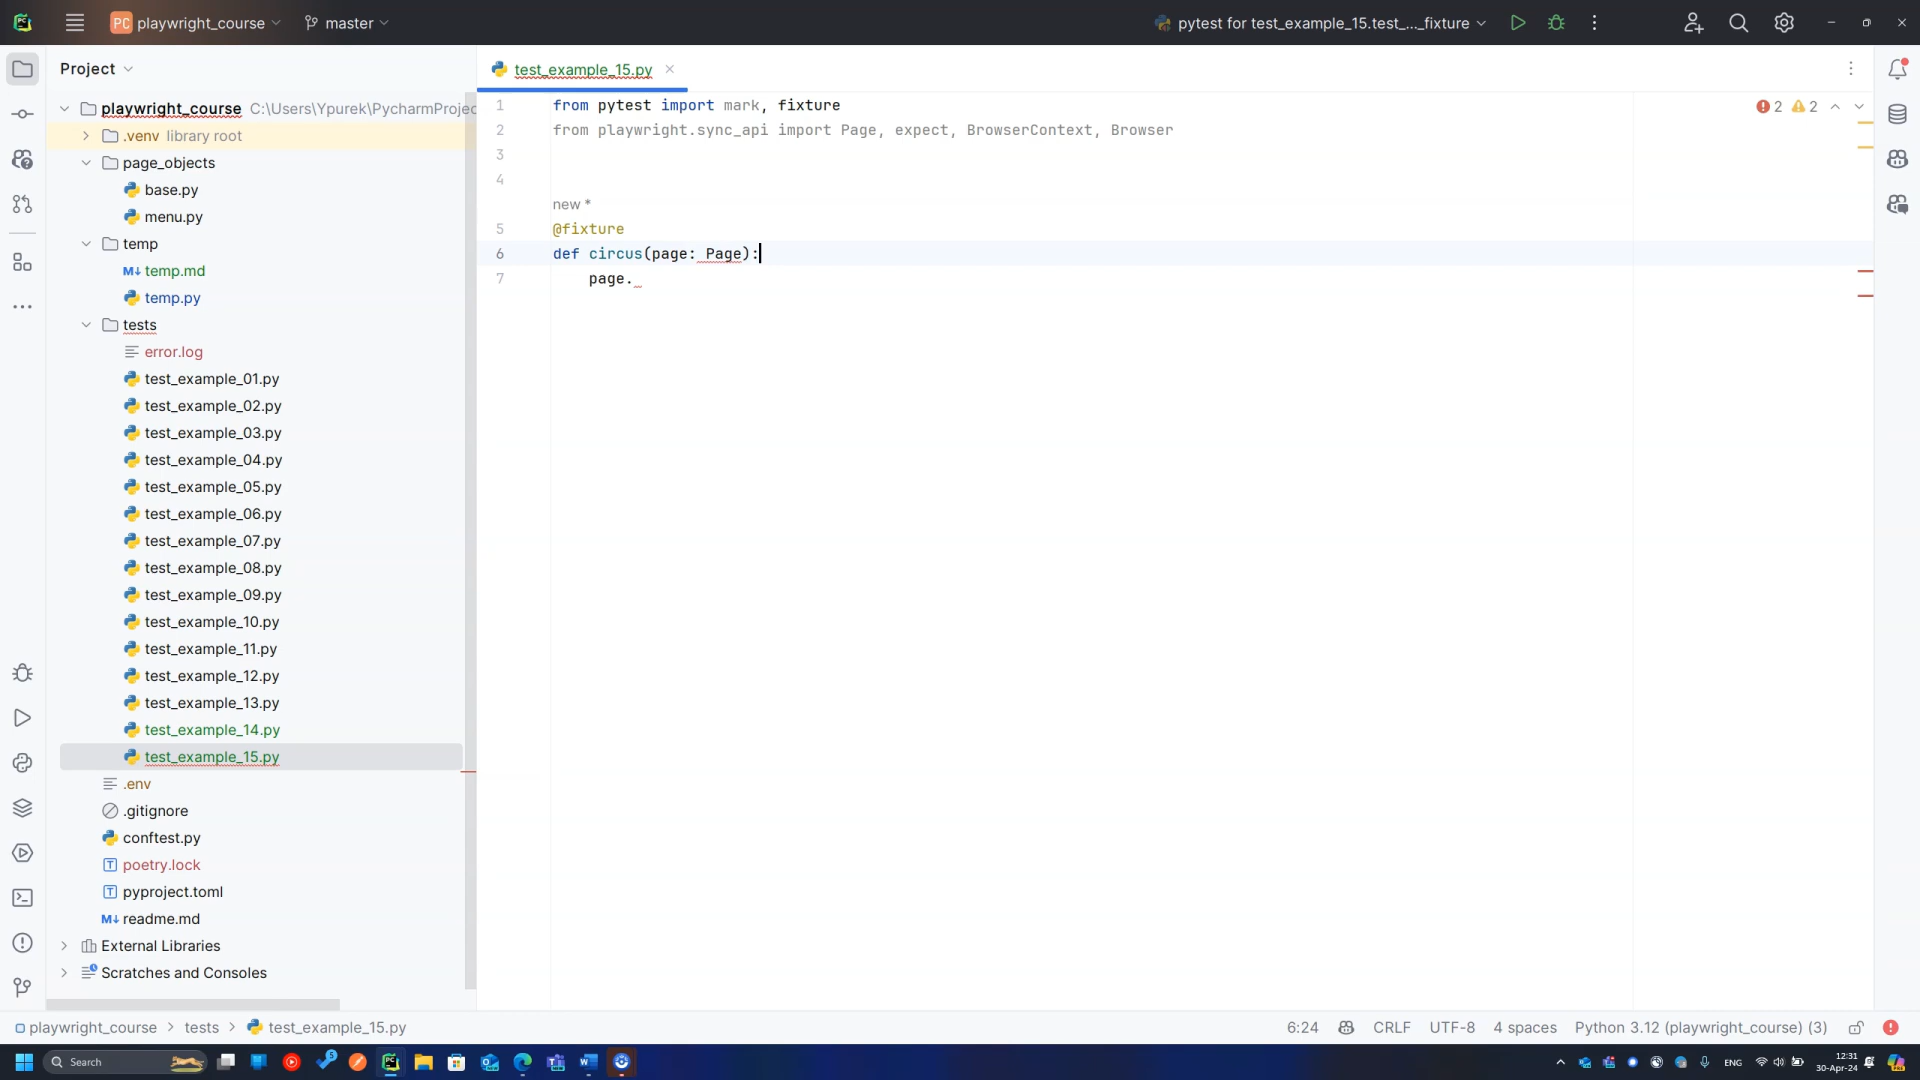 PC playwright_course master pytest for test_example_15.test_..._fixture
Project
test_example_15.py
playwright_course C:\Users\Ypurek\PycharmProjec
.venv library root
page_objects
base.py
menu.py
temp
M↓ temp.md
temp.py
tests
error.log
test_example_01.py
test_example_02.py
test_example_03.py
test_example_04.py
test_example_05.py
test_example_06.py
test_example_07.py
test_example_08.py
test_example_09.py
test_example_10.py
test_example_11.py
test_example_12.py
test_example_13.py
test_example_14.py
test_example_15.py
.env
.gitignore
conftest.py
poetry.lock
pyproject.toml
M↓ readme.md
External Libraries
Scratches and Consoles
1 from pytest import mark, fixture
2 from playwright.sync_api import Page, expect, BrowserContext, Browser
3
4
new *
5 @fixture
6 def circus(page: Page):
7 page.
2 2
playwright_course > tests > test_example_15.py
6:24 CRLF UTF-8 4 spaces Python 3.12 (playwright_course) (3)
Search
5
ENG
12:31
30-Apr-24